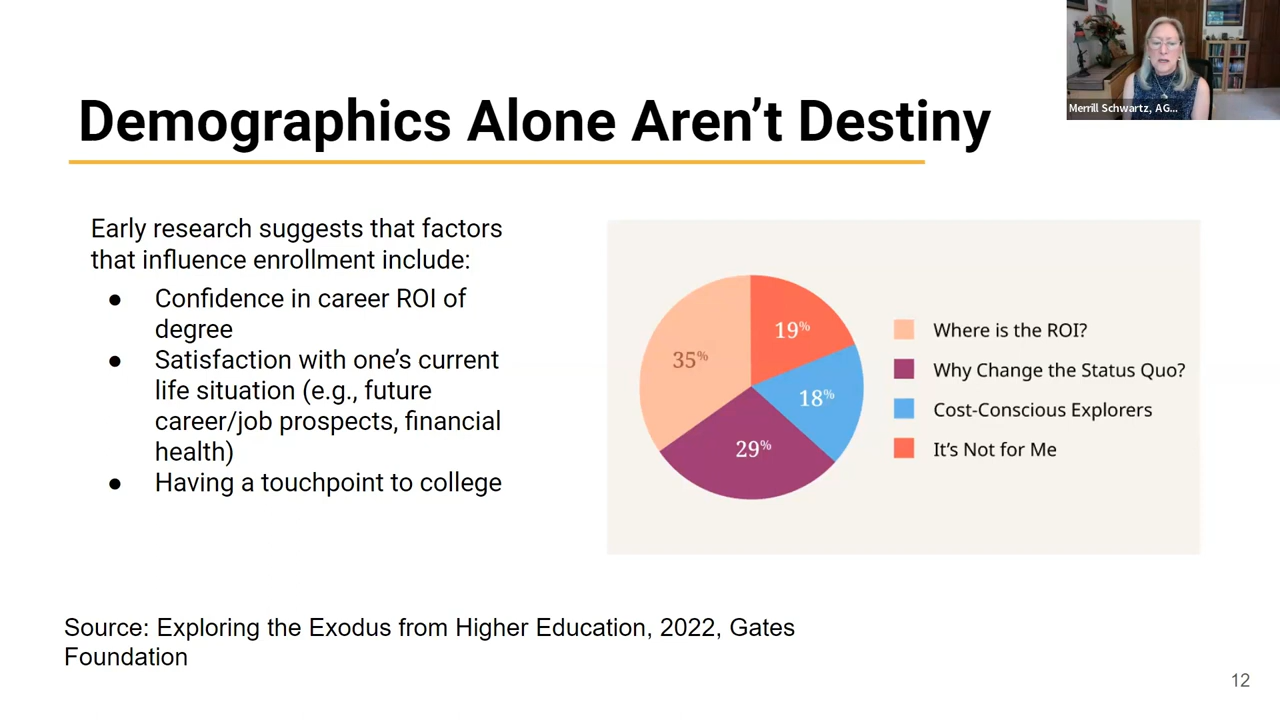 Merrill Schwartz, AG...
Demographics Alone Aren’t Destiny
Early research suggests that factors
that influence enrollment include:
● Confidence in career ROI of
degree
● Satisfaction with one’s current
life situation (e.g., future
career/job prospects, financial
health)
● Having a touchpoint to college
19%
35%
18%
29%
Where is the ROI?
Why Change the Status Quo?
Cost-Conscious Explorers
It’s Not for Me
Source: Exploring the Exodus from Higher Education, 2022, Gates
Foundation
12